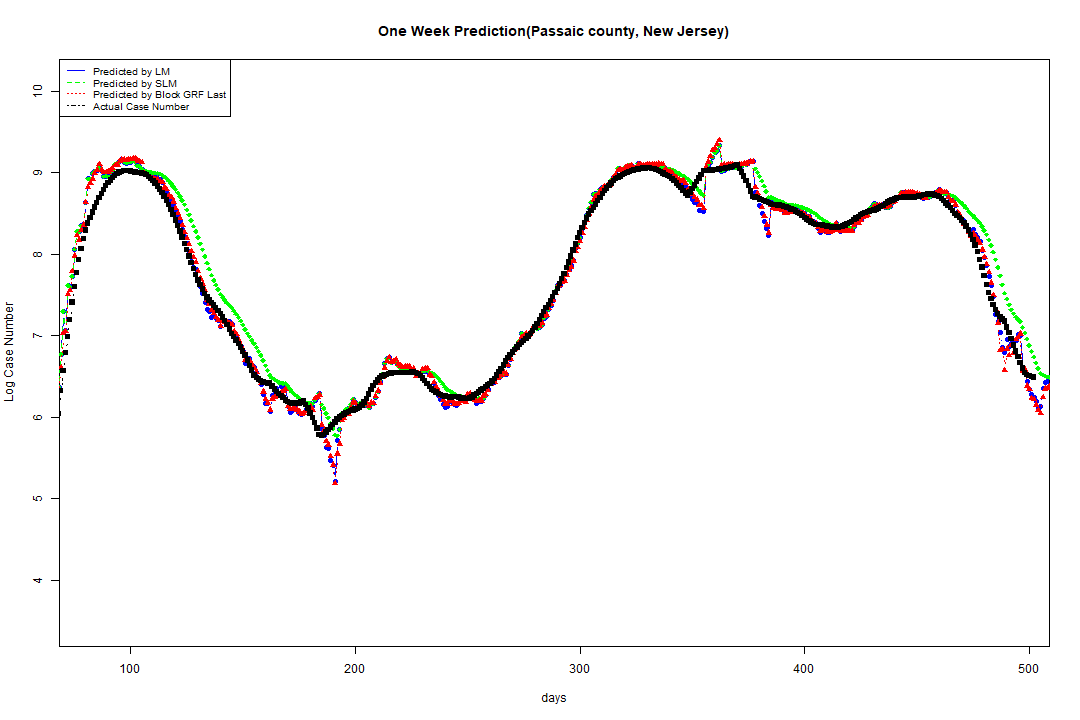 One Week Prediction(Passaic county, New Jersey)
Predicted by LM
Predicted by SLM
Predicted by Block GRF Last
Actual Case Number
10
9
8
7
6
5
4
Log Case Number
100 200 300 400 500
days